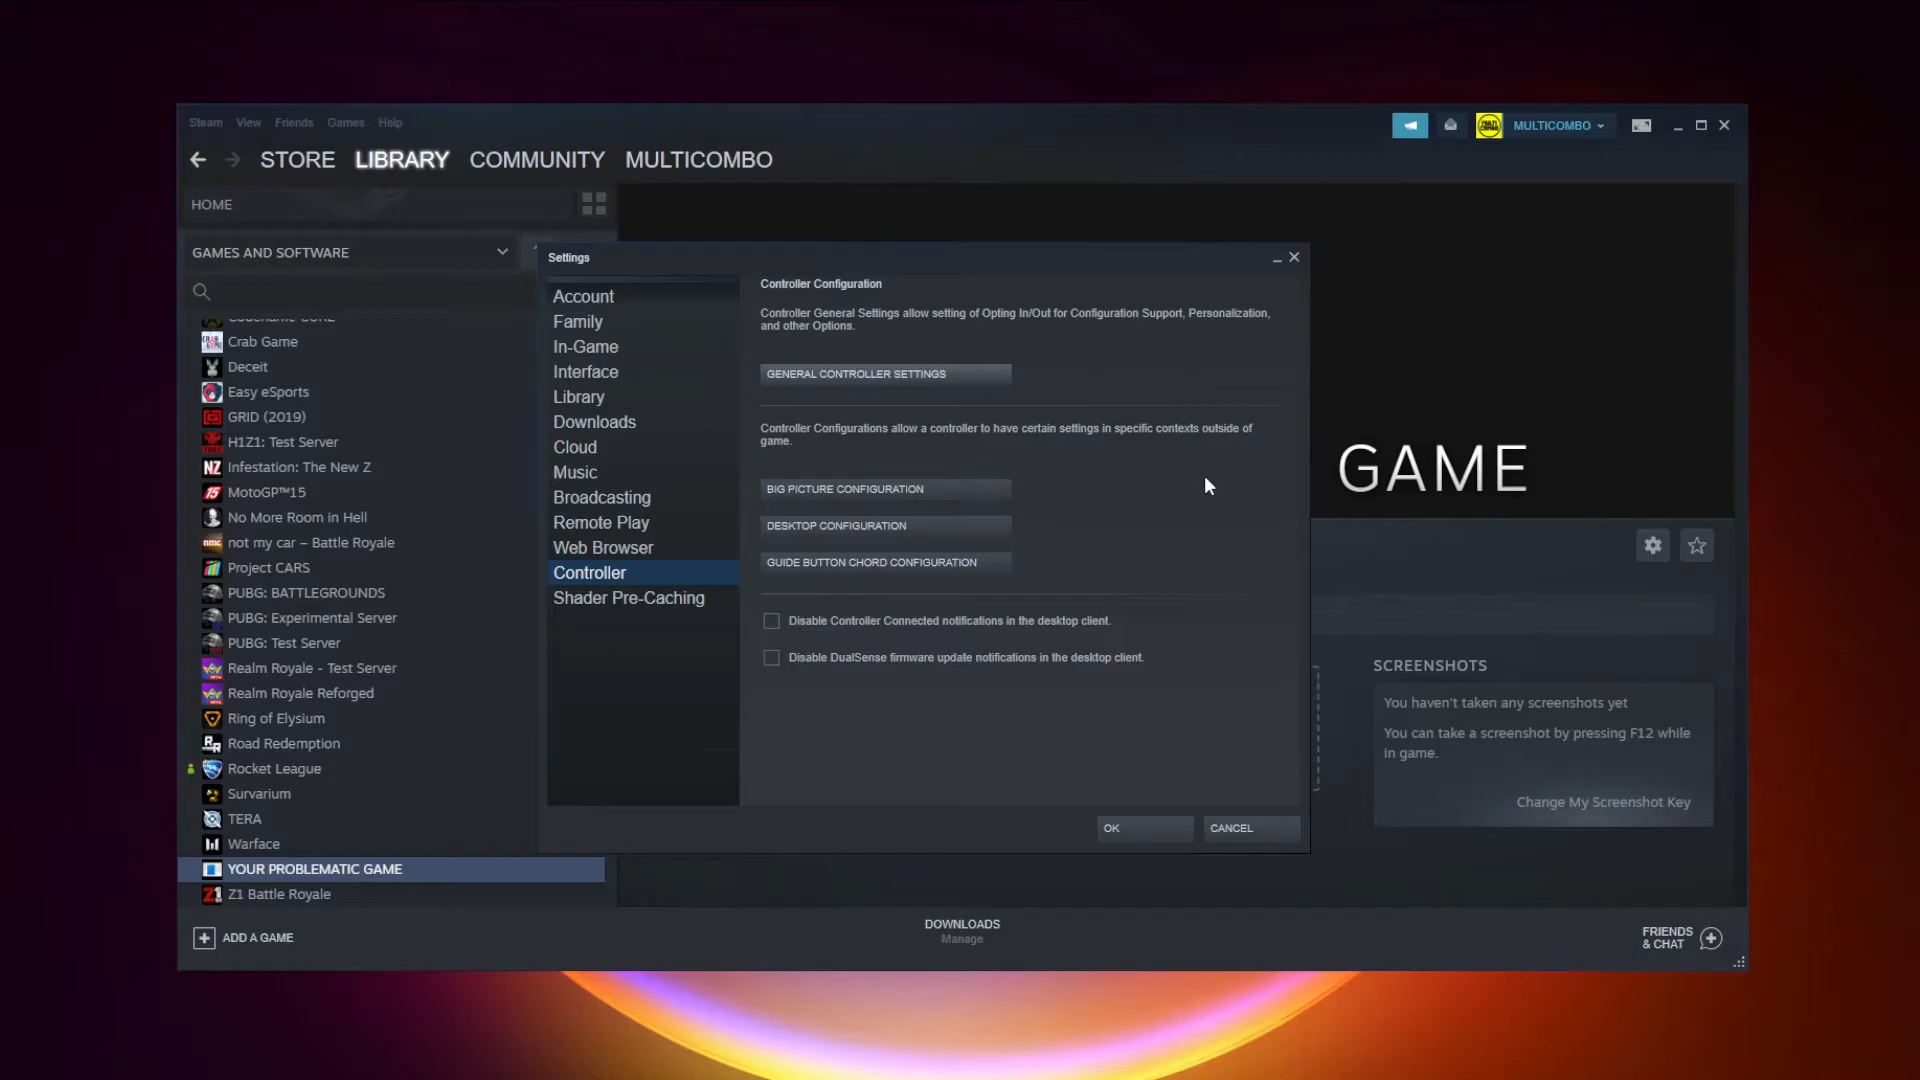 Steam View Friends Games Help
MULTICOMBO
STORE LIBRARY COMMUNITY MULTICOMBO
HOME
GAMES AND SOFTWARE
Crab Game
Deceit
Easy eSports
GRID (2019)
H1Z1: Test Server
Infestation: The New Z
MotoGP™15
No More Room in Hell
not my car – Battle Royale
Project CARS
PUBG: BATTLEGROUNDS
PUBG: Experimental Server
PUBG: Test Server
Realm Royale - Test Server
Realm Royale Reforged
Ring of Elysium
Road Redemption
Rocket League
Survarium
TERA
Warface
YOUR PROBLEMATIC GAME
Z1 Battle Royale
ADD A GAME
Settings
Account
Family
In-Game
Interface
Library
Downloads
Cloud
Music
Broadcasting
Remote Play
Web Browser
Controller
Shader Pre-Caching
Controller Configuration
Controller General Settings allow setting of Opting In/Out for Configuration Support, Personalization,
and other Options.
GENERAL CONTROLLER SETTINGS
Controller Configurations allow a controller to have certain settings in specific contexts outside of
game.
BIG PICTURE CONFIGURATION
DESKTOP CONFIGURATION
GUIDE BUTTON CHORD CONFIGURATION
Disable Controller Connected notifications in the desktop client.
Disable DualSense firmware update notifications in the desktop client.
OK CANCEL
GAME
SCREENSHOTS
You haven't taken any screenshots yet
You can take a screenshot by pressing F12 while
in game.
Change My Screenshot Key
DOWNLOADS
Manage
FRIENDS
& CHAT